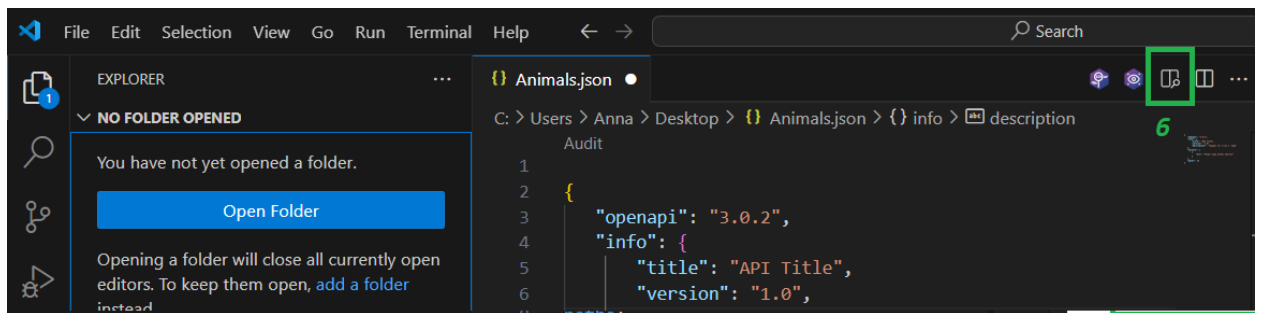 File Edit Selection View Go Run Terminal Help
Search
EXPLORER
1
NO FOLDER OPENED
You have not yet opened a folder.
Open Folder
Opening a folder will close all currently open
editors. To keep them open, add a folder
instead
{} Animals.json
C: > Users > Anna > Desktop > {} Animals.json > {} info > abc description
6
Audit
1
2 {
3 "openapi": "3.0.2",
4 "info": {
5 "title": "API Title",
6 "version": "1.0",